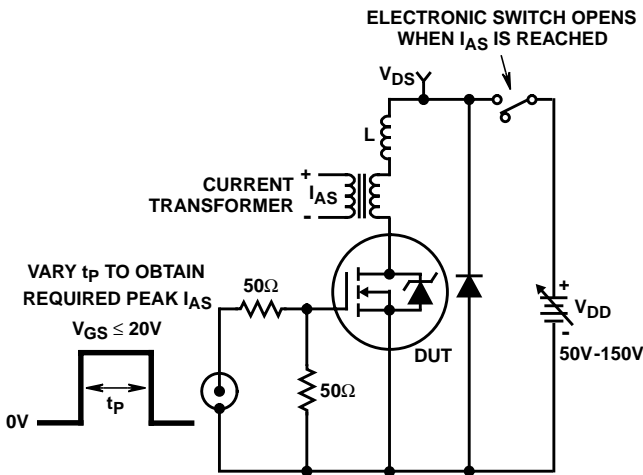 ELECTRONIC SWITCH OPENS
WHEN IAS IS REACHED
VDS
L
CURRENT
TRANSFORMER
+
IAS
-
VARY tP TO OBTAIN
REQUIRED PEAK IAS
50Ω
VGS ≤ 20V
DUT
+
VDD
-
50V-150V
50Ω
tP
0V